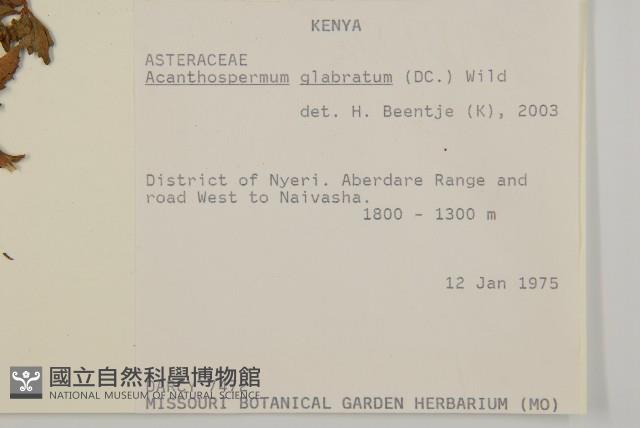 KENYA
ASTERACEAE
Acanthospermum glabratum (DC.) Wild
det. H. Beentje (K), 2003
District of Nyeri. Aberdare Range and
road West to Naivasha.
1800 - 1300 m
12 Jan 1975
國立自然科學博物館
NATIONAL MUSEUM OF NATURAL SCIENCE
MISSOURI BOTANICAL GARDEN HERBARIUM (MO)